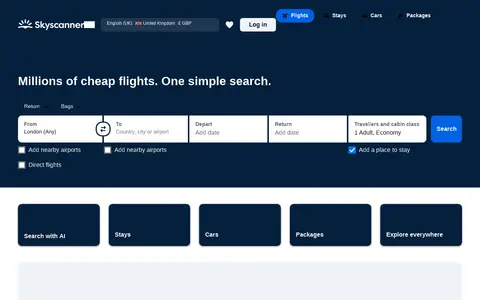 Skyscanner
English (UK) United Kingdom £ GBP
Log in
Flights
Stays
Cars
Packages
Millions of cheap flights. One simple search.
Return
Bags
From
London (Any)
To
Country, city or airport
Depart
Add date
Return
Add date
Travellers and cabin class
1 Adult, Economy
Search
Add nearby airports
Add nearby airports
Add a place to stay
Direct flights
Search with AI
Stays
Cars
Packages
Explore everywhere